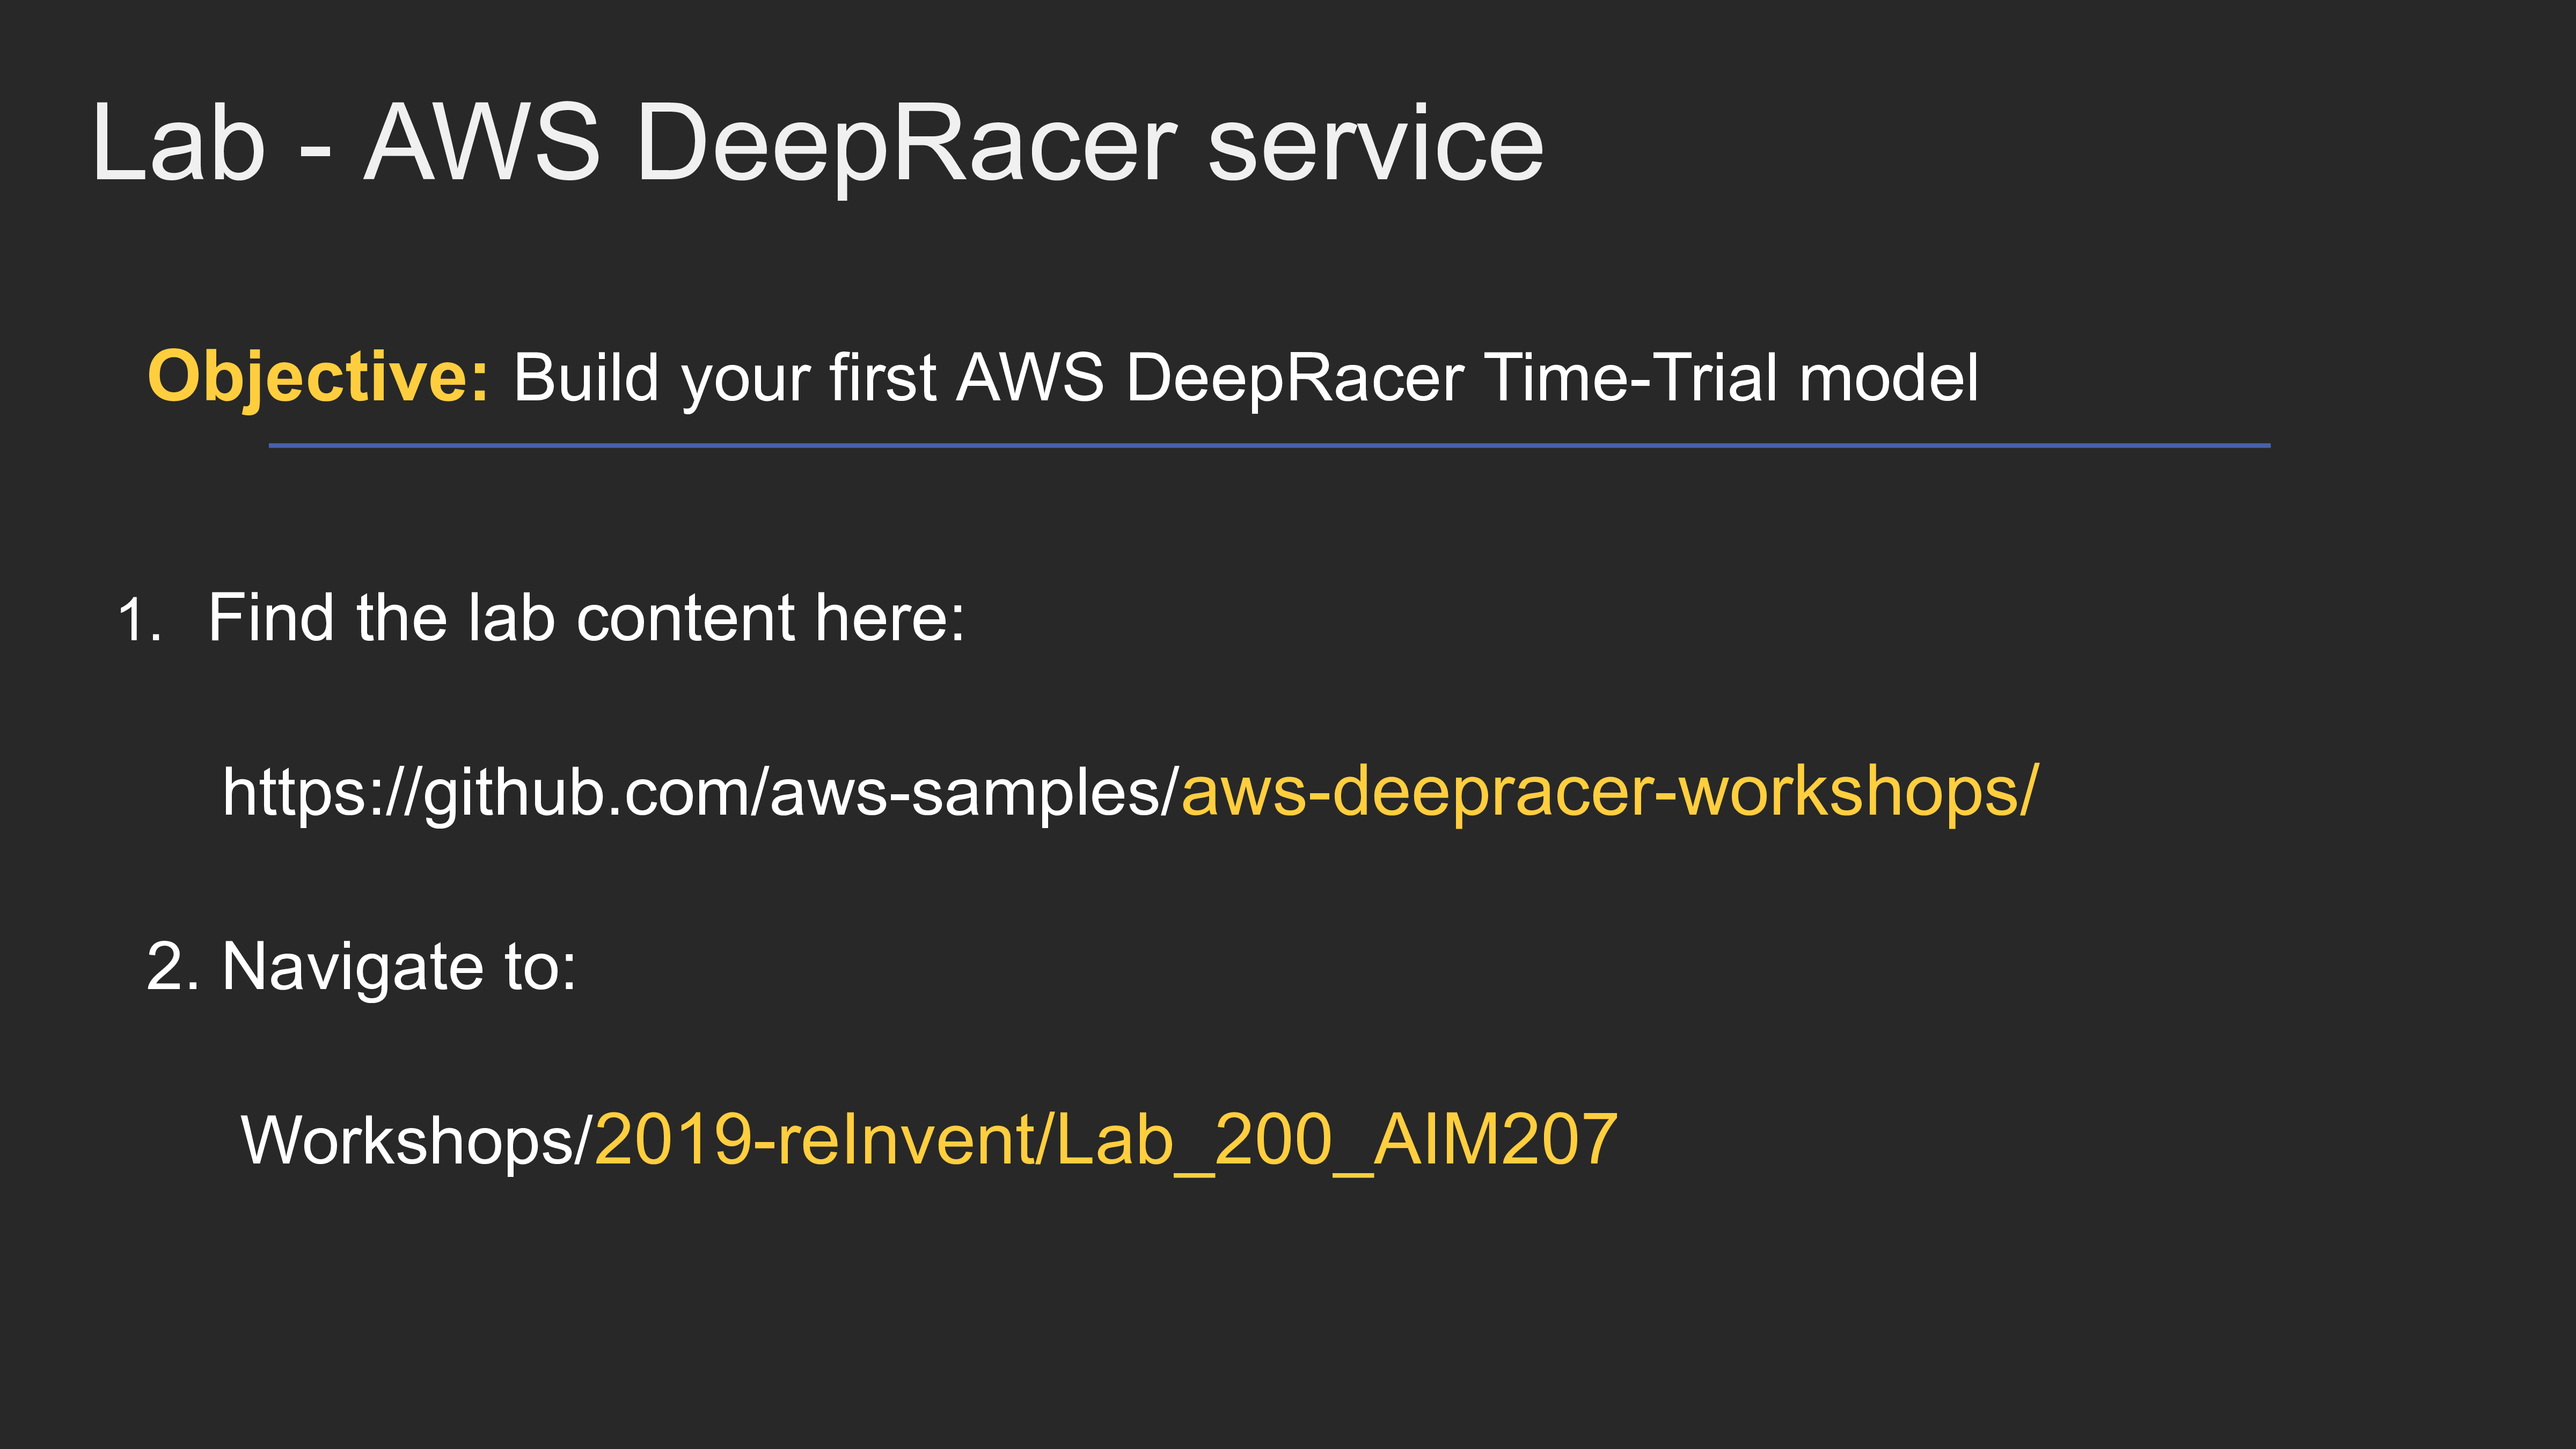 Lab - AWS DeepRacer service
Objective: Build your first AWS DeepRacer Time-Trial model
1. Find the lab content here:
https://github.com/aws-samples/aws-deepracer-workshops/
2. Navigate to:
Workshops/2019-reInvent/Lab_200_AIM207